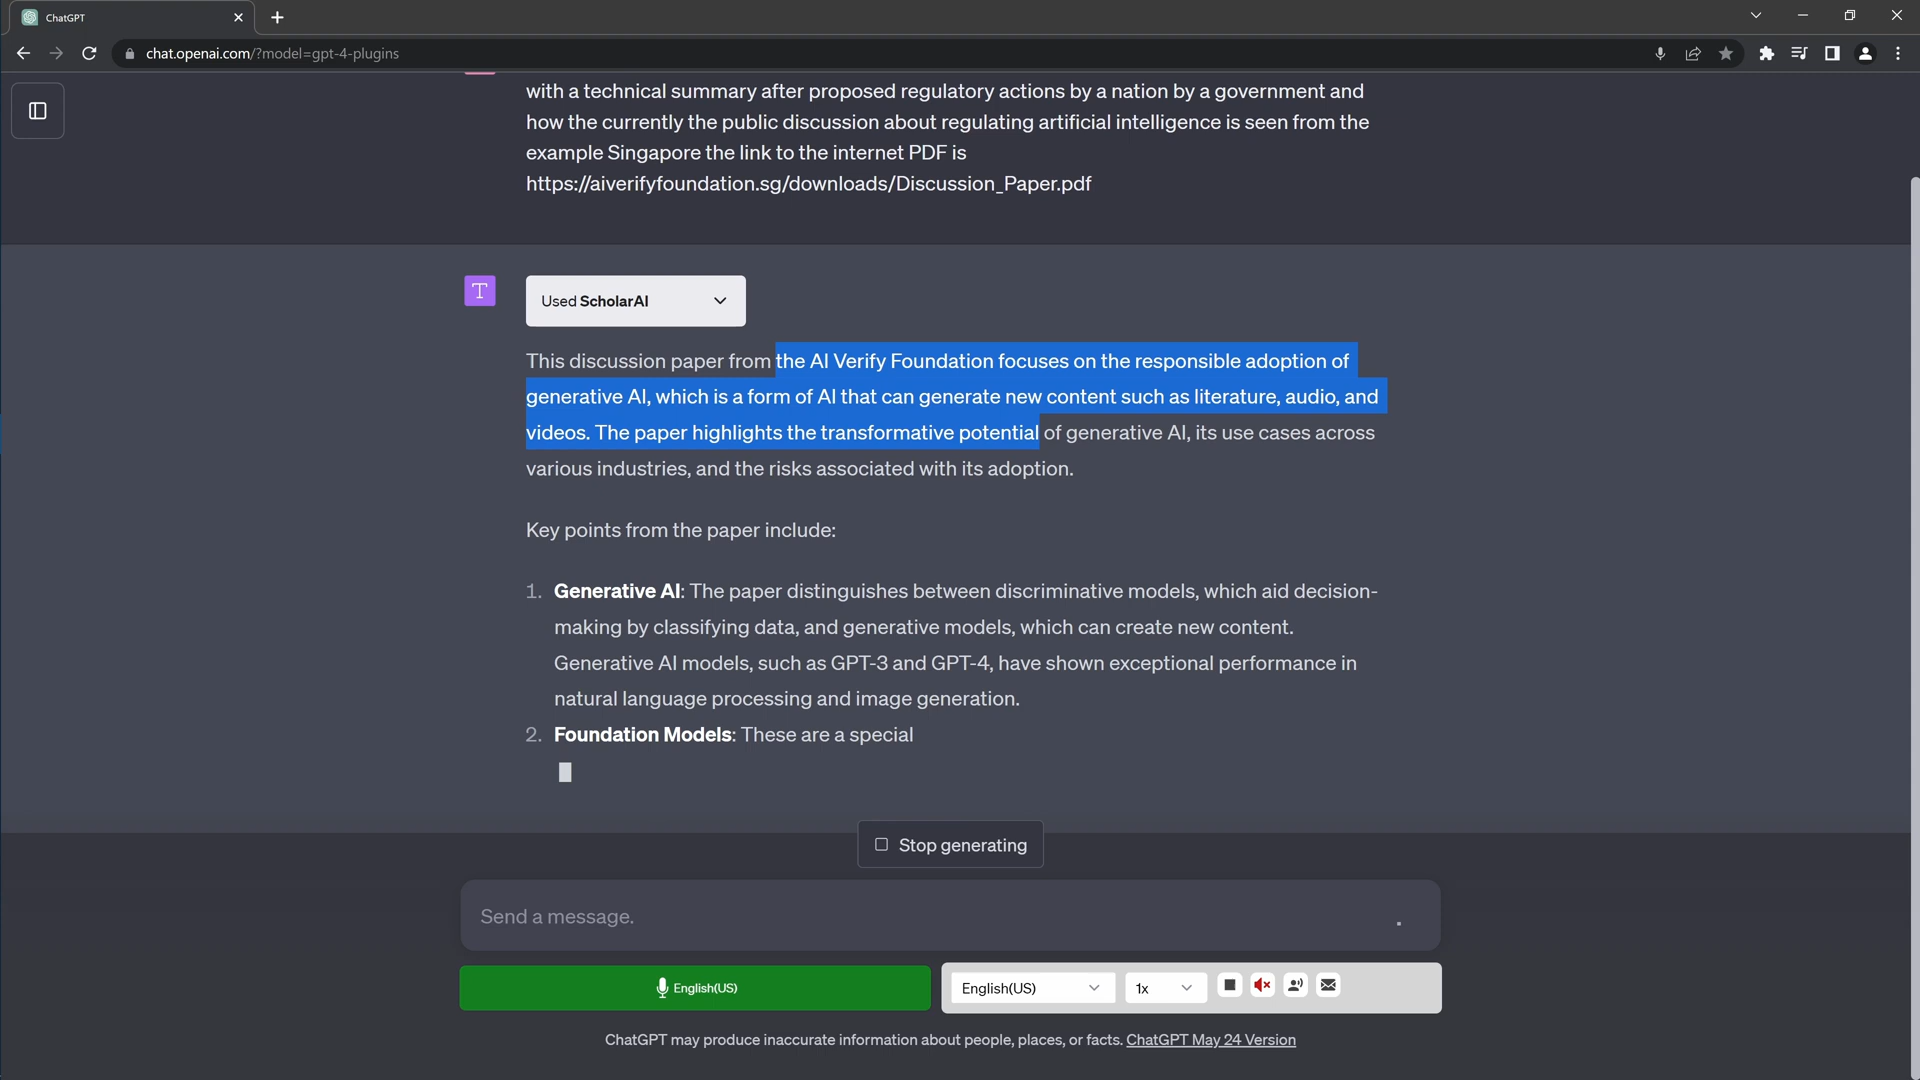 ChatGPT
chat.openai.com/?model=gpt-4-plugins
with a technical summary after proposed regulatory actions by a nation by a government and
how the currently the public discussion about regulating artificial intelligence is seen from the
example Singapore the link to the internet PDF is
https://aiverifyfoundation.sg/downloads/Discussion_Paper.pdf
T
Used ScholarAI
This discussion paper from the AI Verify Foundation focuses on the responsible adoption of
generative AI, which is a form of AI that can generate new content such as literature, audio, and
videos. The paper highlights the transformative potential of generative AI, its use cases across
various industries, and the risks associated with its adoption.
Key points from the paper include:
1. Generative AI: The paper distinguishes between discriminative models, which aid decision-
making by classifying data, and generative models, which can create new content.
Generative AI models, such as GPT-3 and GPT-4, have shown exceptional performance in
natural language processing and image generation.
2. Foundation Models: These are a special
Stop generating
Send a message.
English(US)
English(US)
1x
ChatGPT may produce inaccurate information about people, places, or facts. ChatGPT May 24 Version